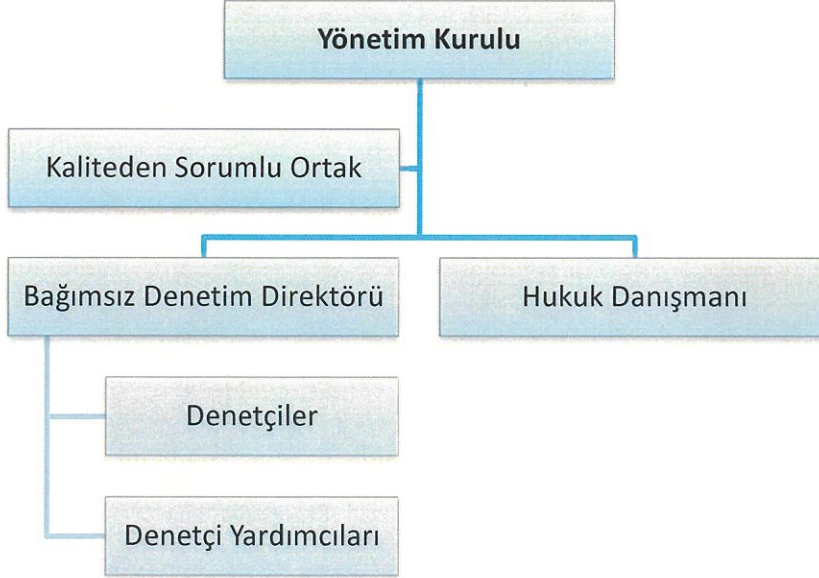 Yönetim Kurulu
Kaliteden Sorumlu Ortak
Bağımsız Denetim Direktörü
Hukuk Danışmanı
Denetçiler
Denetçi Yardımcıları